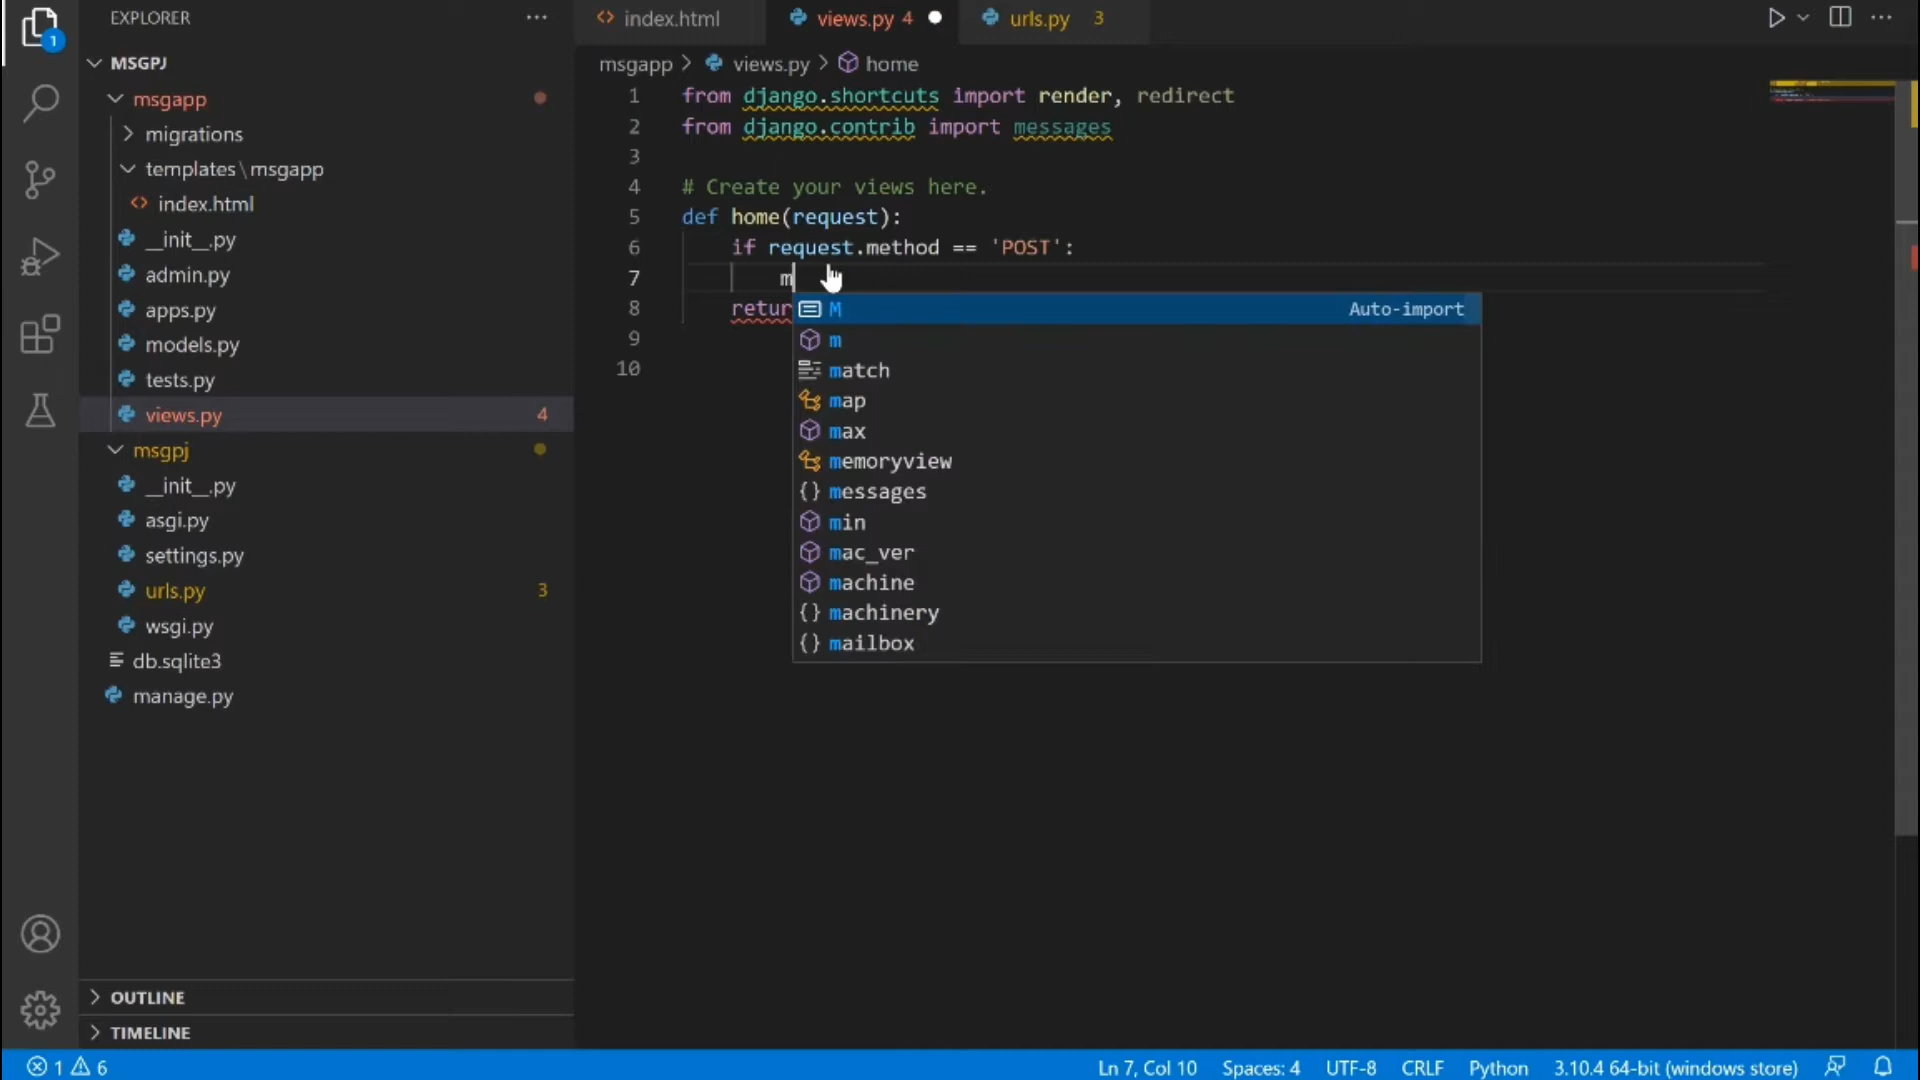 EXPLORER
index.html
views.py 4
urls.py 3
1
MSGPJ
msgapp > views.py > home
msgapp
migrations
templates\msgapp
index.html
__init__.py
admin.py
apps.py
models.py
tests.py
views.py 4
msgpj
__init__.py
asgi.py
settings.py
urls.py 3
wsgi.py
db.sqlite3
manage.py
OUTLINE
TIMELINE
1 from django.shortcuts import render, redirect
2 from django.contrib import messages
3
4 # Create your views here.
5 def home(request):
6 if request.method == 'POST':
7 m
8 retur
9
10
M Auto-import
m
match
map
max
memoryview
messages
min
mac_ver
machine
machinery
mailbox
1 6 Ln 7, Col 10 Spaces: 4 UTF-8 CRLF Python 3.10.4 64-bit (windows store)